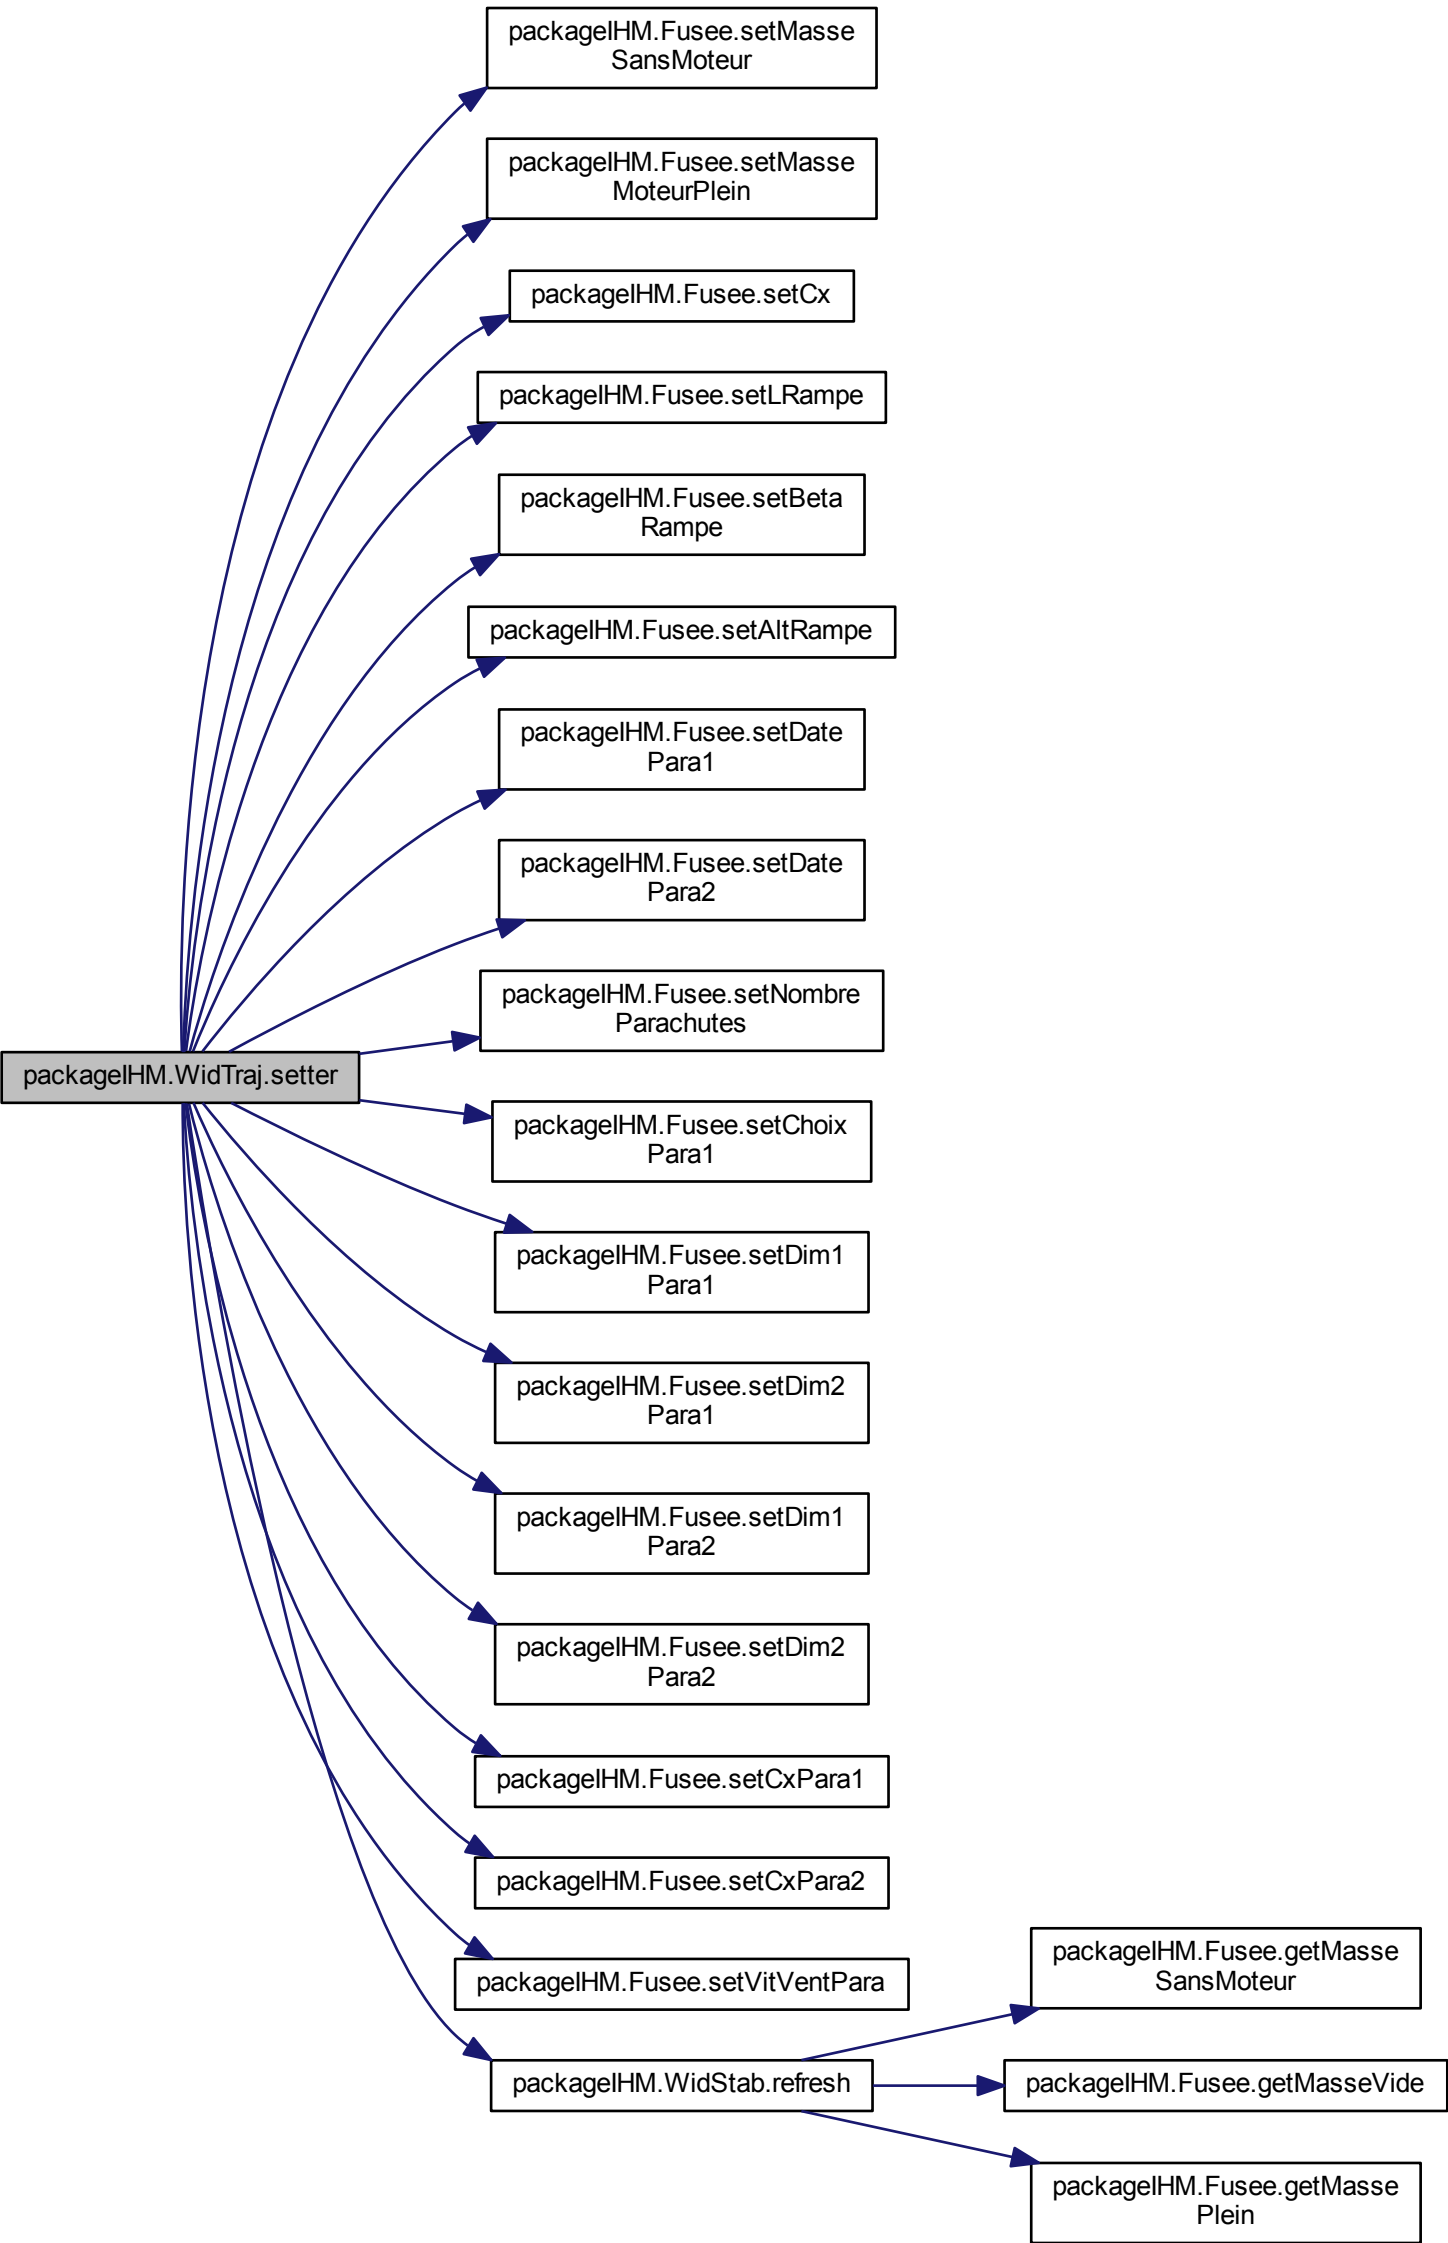 packageIHM.Fusee.setMasse
SansMoteur
packageIHM.Fusee.setMasse
MoteurPlein
packageIHM.Fusee.setCx
packageIHM.Fusee.setLRampe
packageIHM.Fusee.setBeta
Rampe
packageIHM.Fusee.setAltRampe
packageIHM.Fusee.setDate
Para1
packageIHM.Fusee.setDate
Para2
packageIHM.Fusee.setNombre
Parachutes
packageIHM.WidTraj.setter
packageIHM.Fusee.setChoix
Para1
packageIHM.Fusee.setDim1
Para1
packageIHM.Fusee.setDim2
Para1
packageIHM.Fusee.setDim1
Para2
packageIHM.Fusee.setDim2
Para2
packageIHM.Fusee.setCxPara1
packageIHM.Fusee.setCxPara2
packageIHM.Fusee.setVitVentPara
packageIHM.WidStab.refresh
packageIHM.Fusee.getMasse
SansMoteur
packageIHM.Fusee.getMasseVide
packageIHM.Fusee.getMasse
Plein